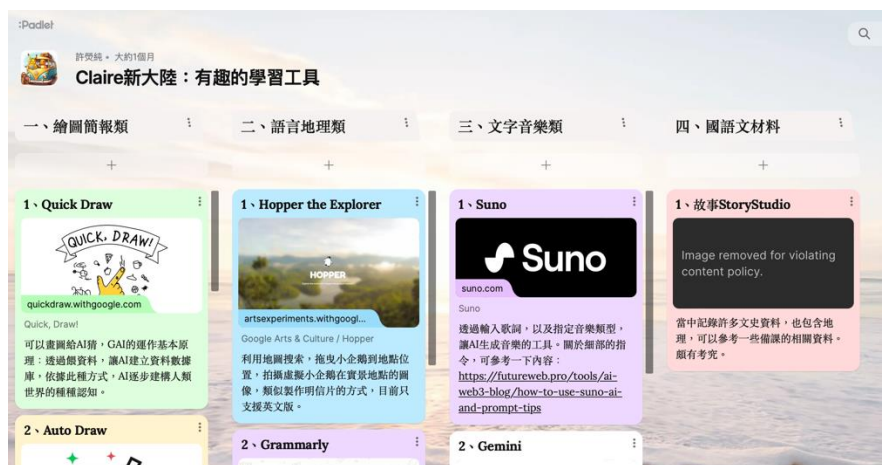 :Padlet
許熒純 • 大約1個月
Claire新大陸：有趣的學習工具
一、繪圖簡報類
二、語言地理類
三、文字音樂類
四、國語文材料
1、Quick Draw
QUICK, DRAW!
quickdraw.withgoogle.com
Quick, Draw!
可以畫圖給AI猜，GAI的運作基本原
理：透過餵資料，讓AI建立資料數據
庫，依據此種方式，AI逐步建構人類
世界的種種認知。
2、Auto Draw
1、Hopper the Explorer
HOPPER
artsexperiments.withgoogl...
Google Arts & Culture / Hopper
利用地圖搜索，拖曳小企鵝到地點位
置，拍攝虛擬小企鵝在實景地點的圖
像，類似製作明信片的方式，目前只
支援英文版。
2、Grammarly
1、Suno
Suno
suno.com
Suno
透過輸入歌詞，以及指定音樂類型，
讓AI生成音樂的工具。關於細部的指
令，可參考一下內容：
https://futureweb.pro/tools/ai-
web3-blog/how-to-use-suno-ai-
and-prompt-tips
2、Gemini
1、故事StoryStudio
Image removed for violating
content policy.
當中記錄許多文史資料，也包含地
理，可以參考一些備課的相關資料。
頗有考究。